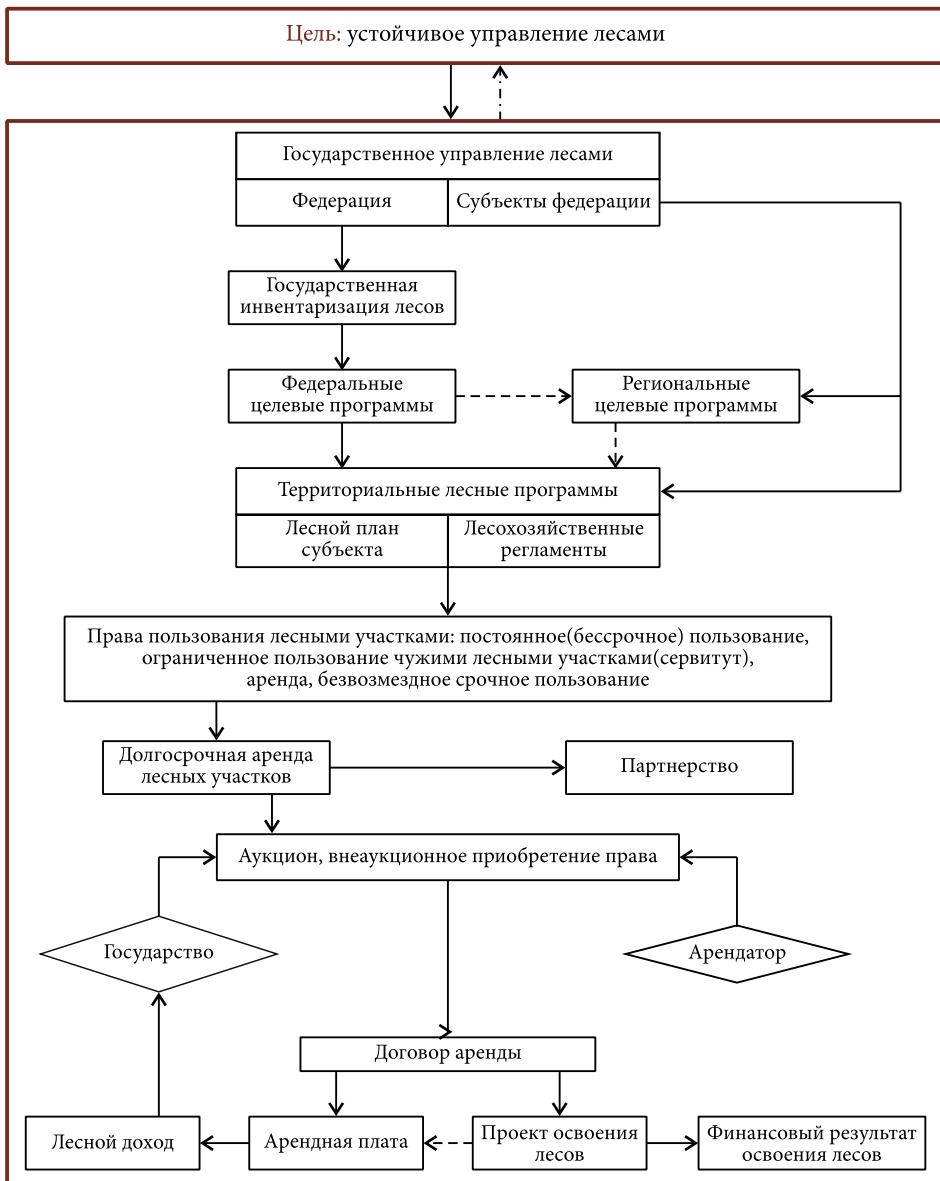 Цель: устойчивое управление лесами
Государственное управление лесами
Федерация
Субъекты федерации
Государственная
инвентаризация лесов
Федеральные
целевые программы
Региональные
целевые программы
Территориальные лесные программы
Лесной план
субъекта
Лесохозяйственные
регламенты
Права пользования лесными участками: постоянное(бессрочное) пользование,
ограниченное пользование чужими лесными участками(сервитут),
аренда, безвозмездное срочное пользование
Долгосрочная аренда
лесных участков
Партнерство
Аукцион, внеаукционное приобретение права
Государство
Арендатор
Договор аренды
Лесной доход
Арендная плата
Проект освоения
лесов
Финансовый результат
освоения лесов